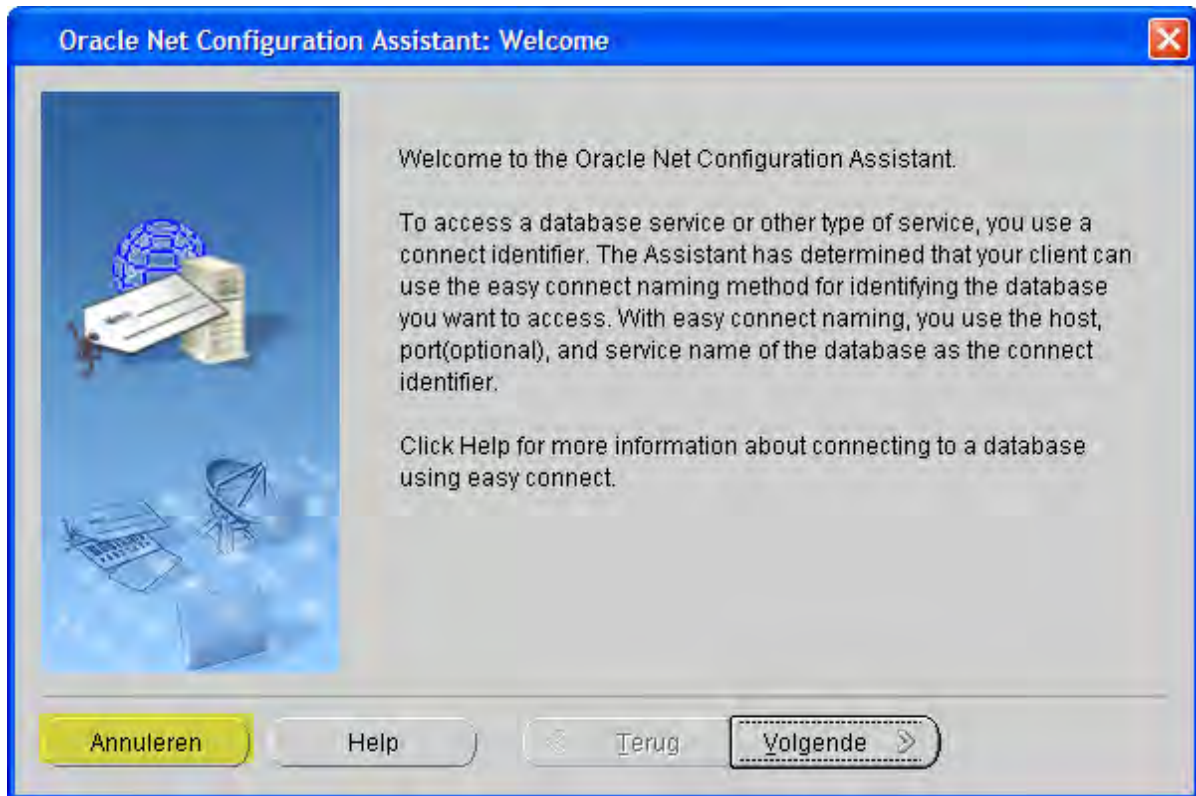 Oracle Net Configuration Assistant: Welcome
Welcome to the Oracle Net Configuration Assistant.
To access a database service or other type of service, you use a
connect identifier. The Assistant has determined that your client can
use the easy connect naming method for identifying the database
you want to access. With easy connect naming, you use the host,
port(optional), and service name of the database as the connect
identifier.
Click Help for more information about connecting to a database
using easy connect.
Annuleren Help Terug Volgende